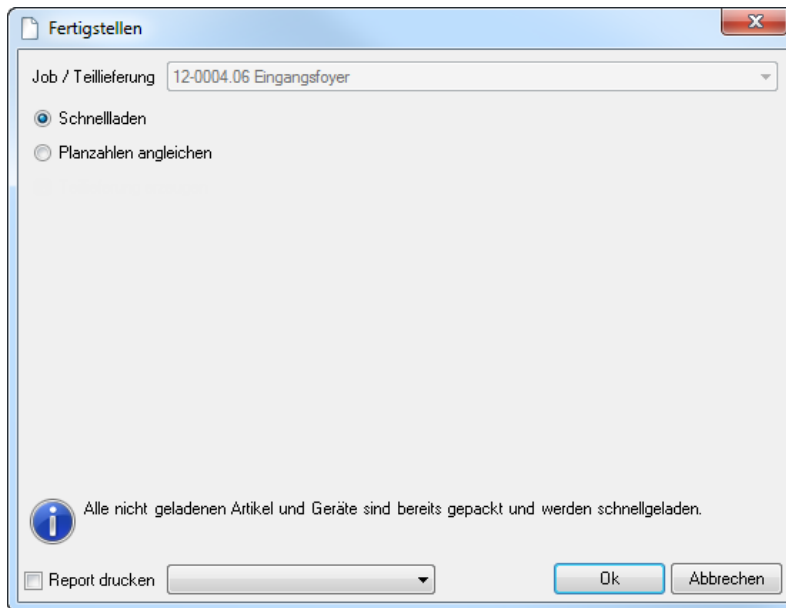 Fertigstellen
Job / Teillieferung 12-0004.06 Eingangsfoyer
Schnellladen
Planzahlen angleichen
Alle nicht geladenen Artikel und Geräte sind bereits gepackt und werden schnellgeladen.
Report drucken Ok Abbrechen